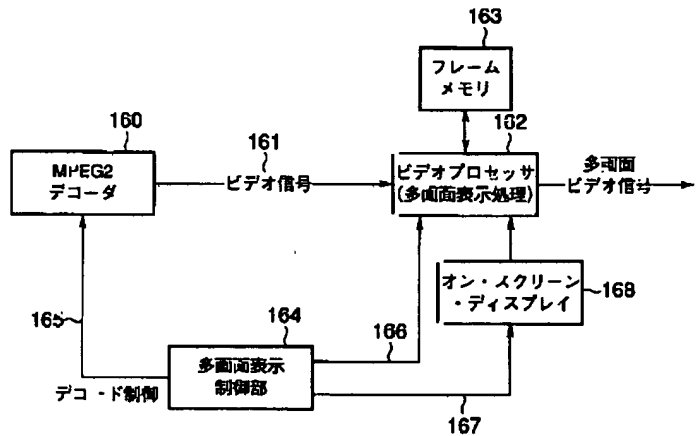 163
フレーム
メモリ
160
161
162
MPEG2
デコーダ
ビデオ信号
ビデオプロセッサ
(多画面表示処理)
多画面
ビデオ信号
オン・スクリーン
・ディスプレイ
168
165
164
166
多画面表示
制御部
デコード制御
167